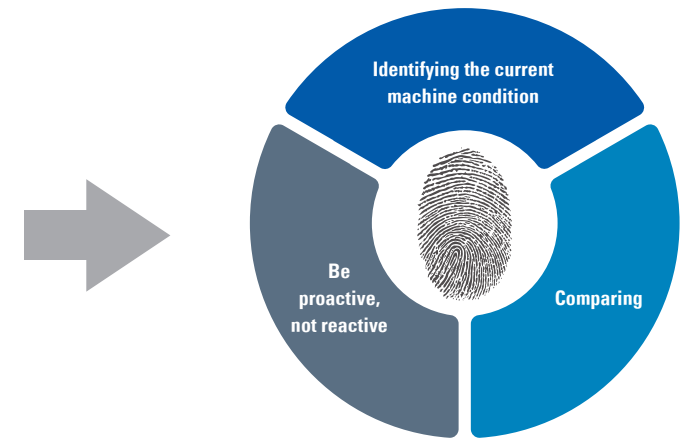 Identifying the current
machine condition
Comparing
Be
proactive,
not reactive